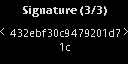 Signature (3/3)
< 432ebf30c9479201d7 >
1c